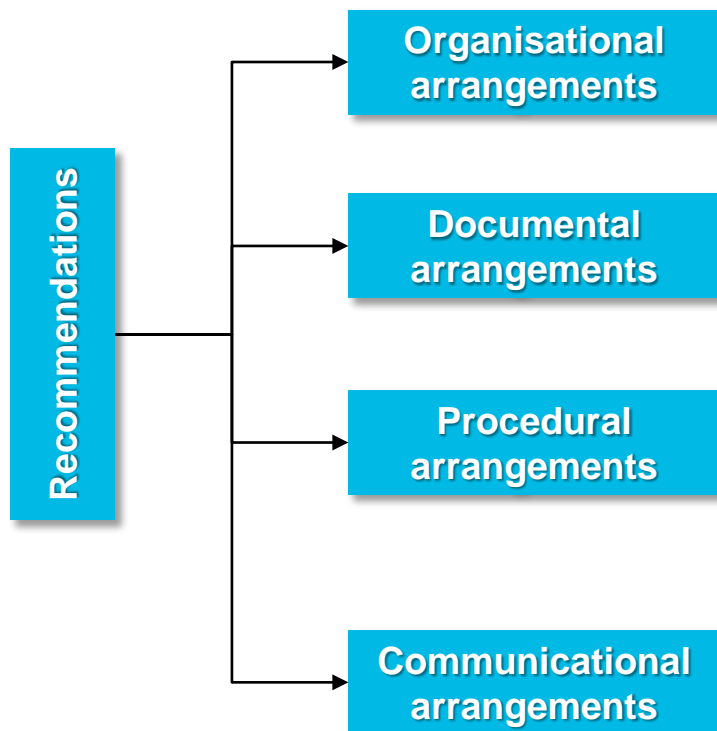 Recommendations
Organisational
arrangements
Documental
arrangements
Procedural
arrangements
Communicational
arrangements